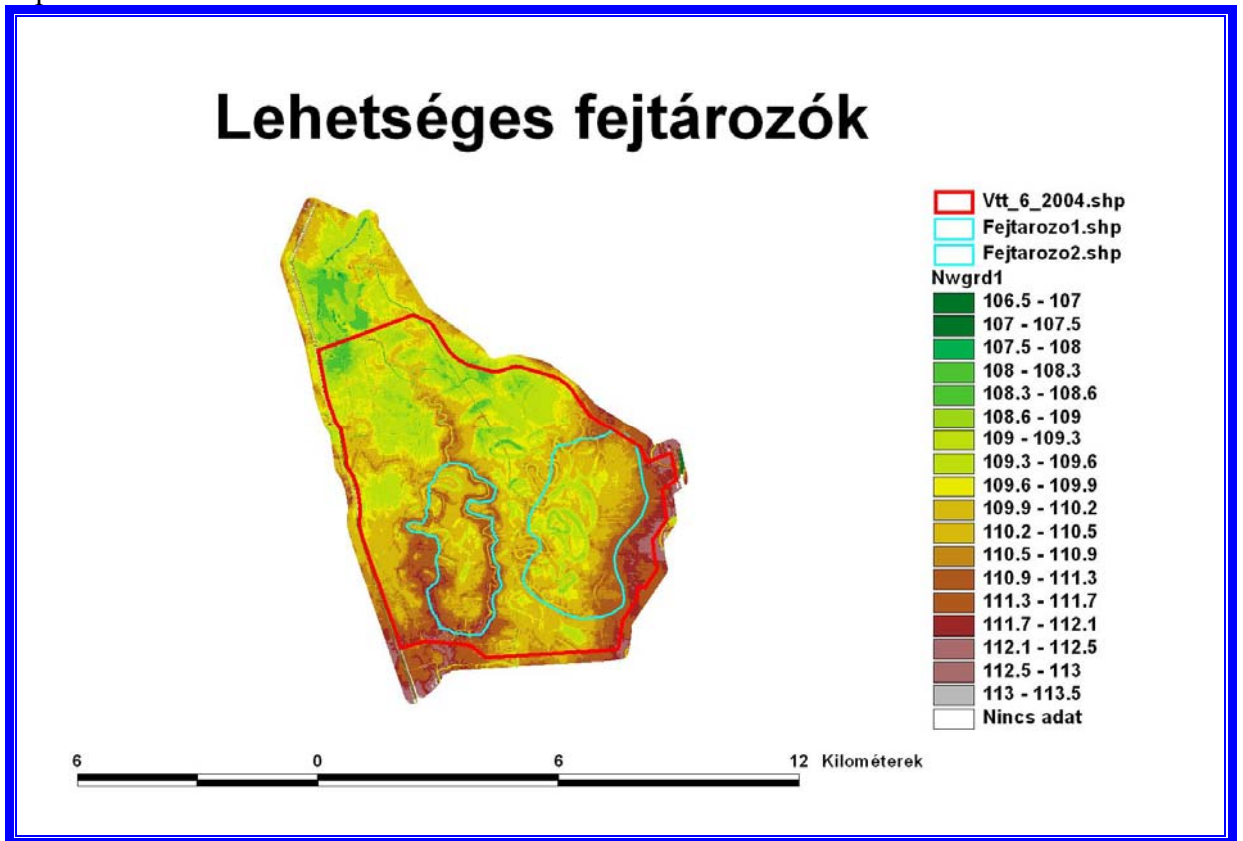 Lehetséges fejtározók
Vtt_6_2004.shp
Fejtarozo1.shp
Fejtarozo2.shp
Nwgrd1
106.5 - 107
107 - 107.5
107.5 - 108
108 - 108.3
108.3 - 108.6
108.6 - 109
109 - 109.3
109.3 - 109.6
109.6 - 109.9
109.9 - 110.2
110.2 - 110.5
110.5 - 110.9
110.9 - 111.3
111.3 - 111.7
111.7 - 112.1
112.1 - 112.5
112.5 - 113
113 - 113.5
Nincs adat
6 0 6 12 Kilométerek